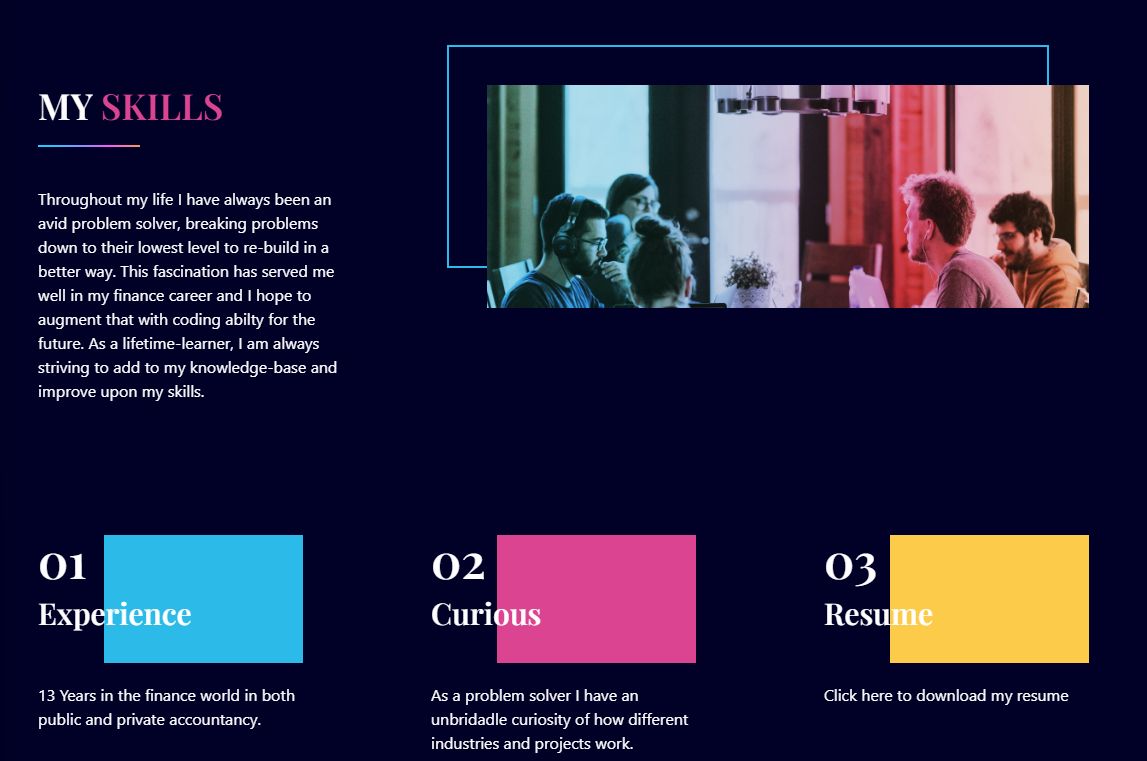 MY SKILLS
Throughout my life I have always been an
avid problem solver, breaking problems
down to their lowest level to re-build in a
better way. This fascination has served me
well in my finance career and I hope to
augment that with coding abilty for the
future. As a lifetime-learner, I am always
striving to add to my knowledge-base and
improve upon my skills.
01
Experience
13 Years in the finance world in both
public and private accountancy.
02
Curious
As a problem solver I have an
unbridadle curiosity of how different
industries and projects work.
03
Resume
Click here to download my resume